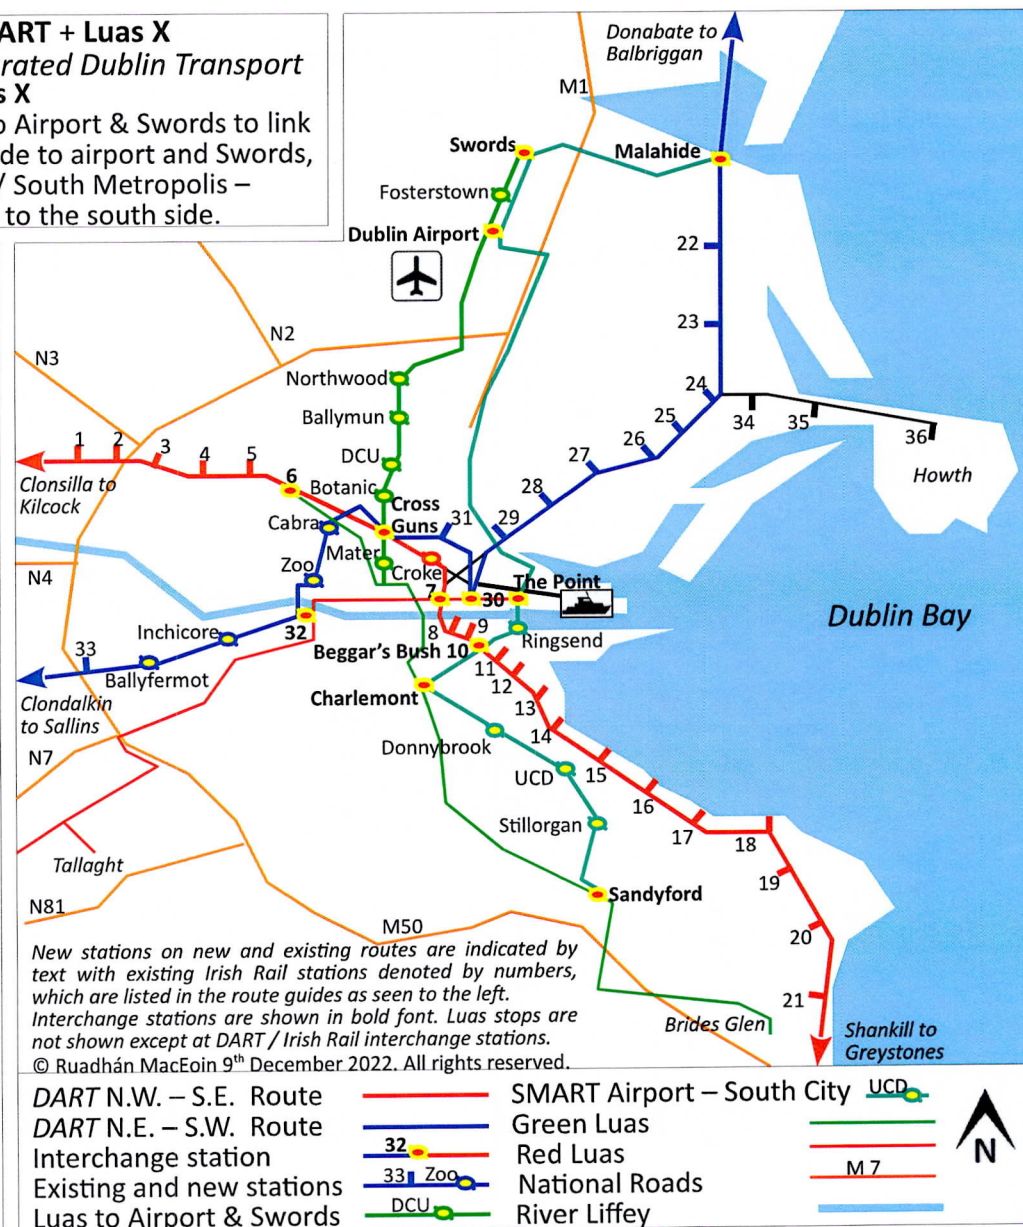 ART + Luas X
rated Dublin Transport
s X
o Airport & Swords to link
de to airport and Swords,
/ South Metropolis –
to the south side.
Donabate to
Balbriggan
M1
Swords
Malahide
Fosterstown
Dublin Airport
22
23
N2
N3
Northwood
24
Ballymun
25
34
35
36
1
2
3
4
5
DCU
26
27
Howth
Clonsilla to
Kilcock
6
Botanic
28
Cross
Guns
31
29
Cabra
Mater
Zoo
Croke
N4
The Point
7
30
32
8
9
Dublin Bay
Inchicore
Ringsend
33
Beggar's Bush 10
11
Ballyfermot
12
Charlemont
13
Clondalkin
to Sallins
14
Donnybrook
N7
UCD
15
16
Stillorgan
17
18
Tallaght
19
Sandyford
N81
M50
20
21
New stations on new and existing routes are indicated by
text with existing Irish Rail stations denoted by numbers,
which are listed in the route guides as seen to the left.
Interchange stations are shown in bold font. Luas stops are
not shown except at DART / Irish Rail interchange stations.
© Ruadhán MacEoin 9th December 2022. All rights reserved.
Brides Glen
Shankill to
Greystones
DART N.W. – S.E. Route
DART N.E. – S.W. Route
Interchange station 32
Existing and new stations 33 Zoo
Luas to Airport & Swords DCU
SMART Airport – South City UCD
Green Luas
Red Luas
National Roads M 7
River Liffey
N